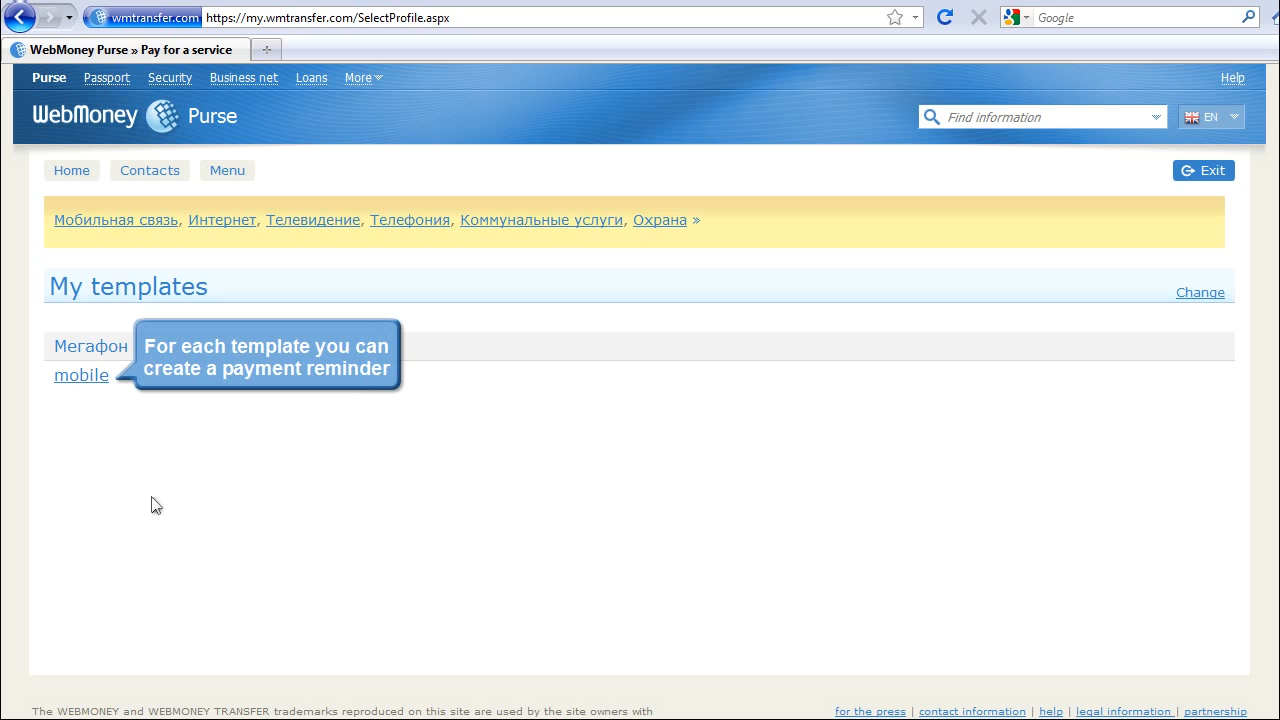 wmtransfer.com https://my.wmtransfer.com/SelectProfile.aspx Google
WebMoney Purse » Pay for a service
Purse Passport Security Business net Loans More Help
WebMoney Purse Find information EN
Home Contacts Menu Exit
Мобильная связь, Интернет, Телевидение, Телефония, Коммунальные услуги, Охрана »
My templates Change
Мегафон
For each template you can
create a payment reminder
mobile
The WEBMONEY and WEBMONEY TRANSFER trademarks reproduced on this site are used by the site owners with
for the press | contact information | help | legal information | partnership